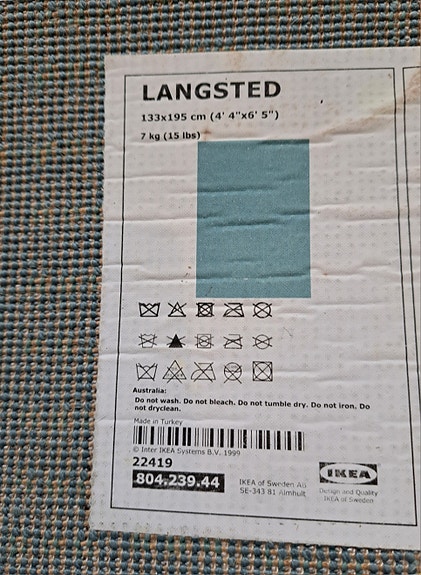 LANGSTED
133x195 cm (4' 4"x6' 5")
7 kg (15 lbs)
Australia:
Do not wash. Do not bleach. Do not tumble dry. Do not iron. Do
not dryclean.
Made in Turkey
© Inter IKEA Systems B.V. 1999
22419
804.239.44
IKEA of Sweden AB
SE-343 81 Älmhult
IKEA
Design and Quality
IKEA of Sweden